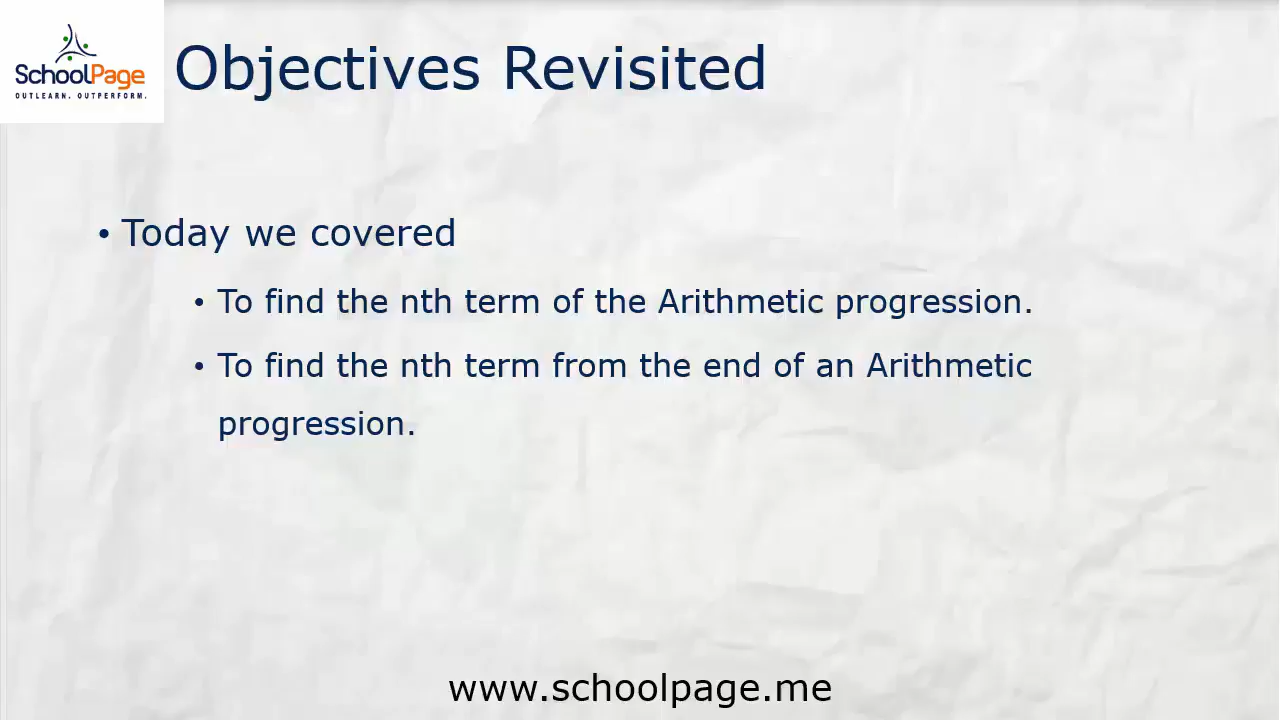 SchoolPage
OUTLEARN. OUTPERFORM.
Objectives Revisited
• Today we covered
• To find the nth term of the Arithmetic progression.
• To find the nth term from the end of an Arithmetic
progression.
www.schoolpage.me